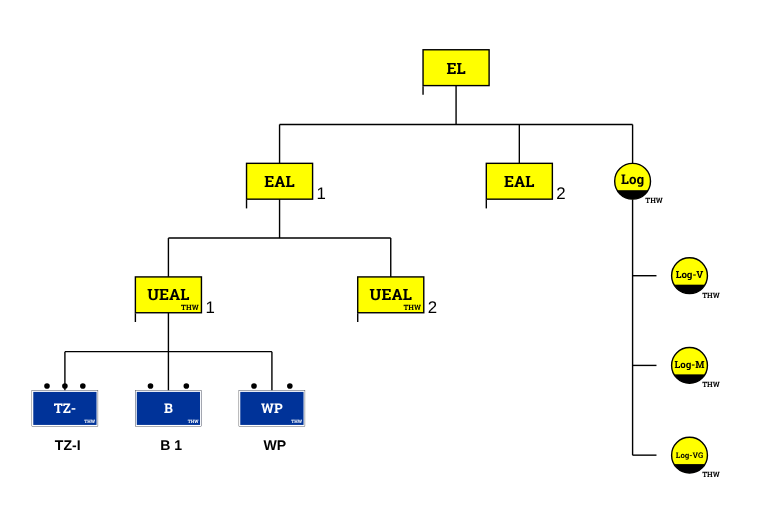 EL
EAL 1
EAL 2
Log
THW
UEAL THW 1
UEAL THW 2
Log-V
THW
Log-M
THW
TZ- THW
B THW
WP THW
TZ-I
B 1
WP
Log-VG
THW